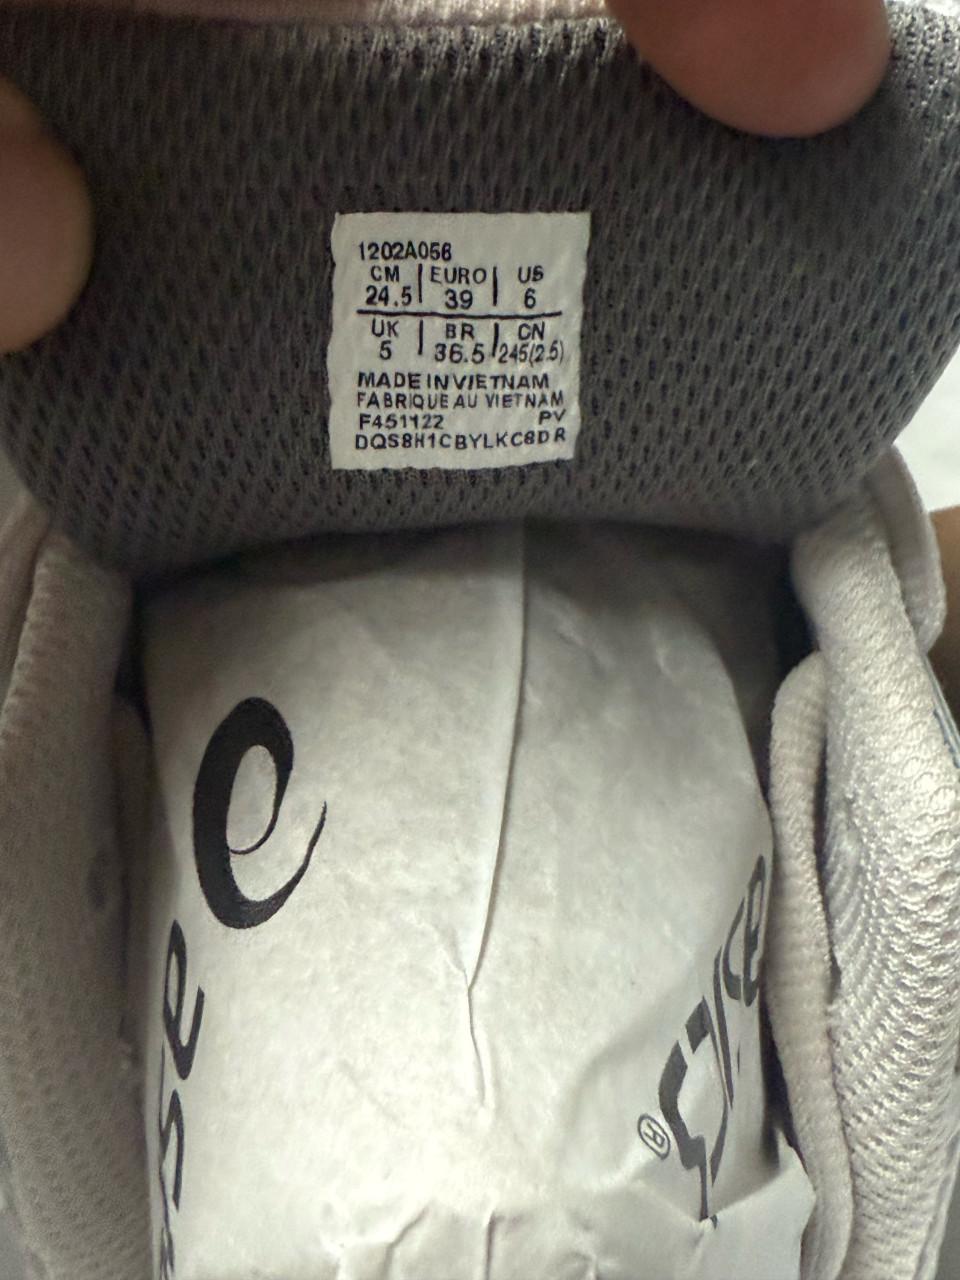 1202A056
CM | EURO | US
24.5 | 39 | 6
UK | BR | CN
5 | 36.5 | 245(2.5)
MADE IN VIETNAM
FABRIQUE AU VIETNAM
F451122 PV
DQS8H1CBYLKC8DR
e
®